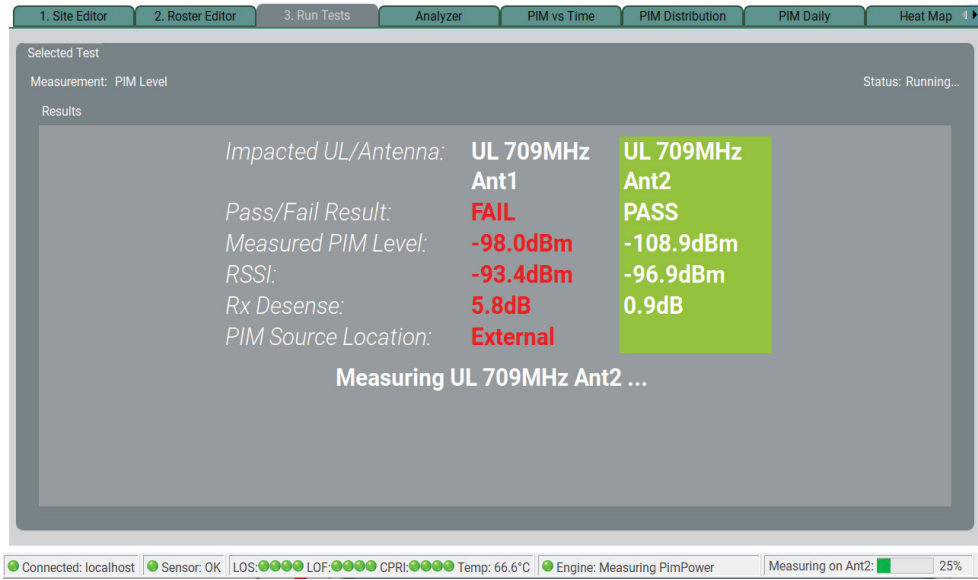 1. Site Editor 2. Roster Editor 3. Run Tests Analyzer PIM vs Time PIM Distribution PIM Daily Heat Map
Selected Test
Measurement: PIM Level Status: Running...
Results
Impacted UL/Antenna: UL 709MHz UL 709MHz
Ant1 Ant2
Pass/Fail Result: FAIL PASS
Measured PIM Level: -98.0dBm -108.9dBm
RSSI: -93.4dBm -96.9dBm
Rx Desense: 5.8dB 0.9dB
PIM Source Location: External
Measuring UL 709MHz Ant2 ...
Connected: localhost Sensor: OK LOS: LOF: CPRI: Temp: 66.6°C Engine: Measuring PimPower Measuring on Ant2: 25%